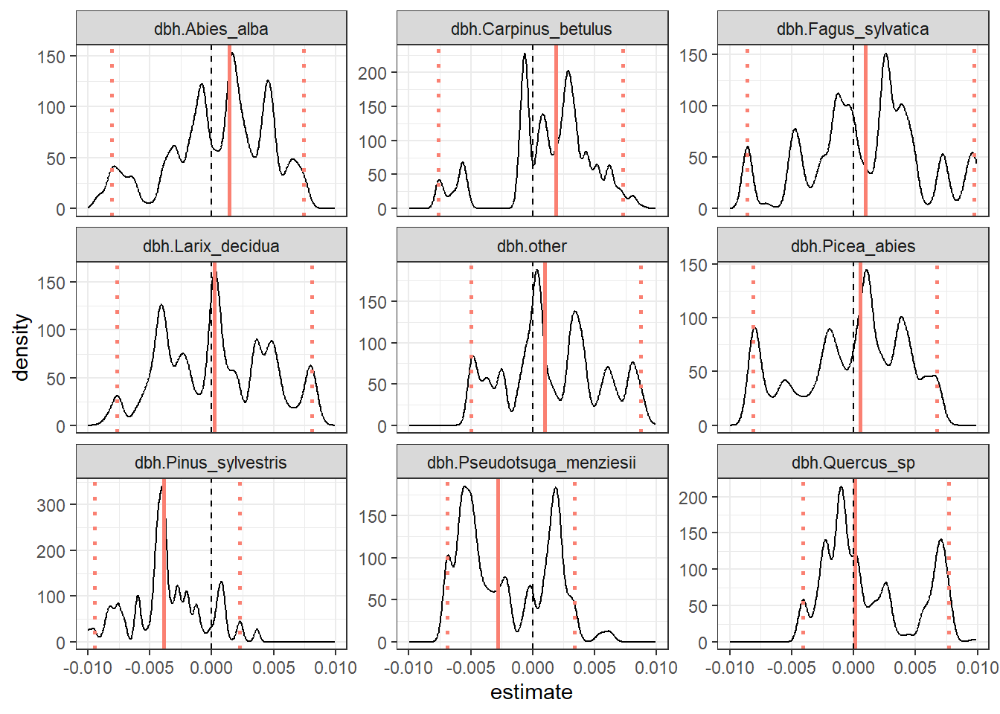 dbh.Abies_alba
dbh.Carpinus_betulus
dbh.Fagus_sylvatica
150
100
50
0
200
150
100
50
0
150
100
50
0
dbh.Larix_decidua
dbh.other
dbh.Picea_abies
150
100
50
0
150
100
50
0
150
100
50
0
dbh.Pinus_sylvestris
dbh.Pseudotsuga_menziesii
dbh.Quercus_sp
300
200
100
0
150
100
50
0
200
150
100
50
0
-0.010 -0.005 0.000 0.005 0.010
-0.010 -0.005 0.000 0.005 0.010
-0.010 -0.005 0.000 0.005 0.010
estimate
density